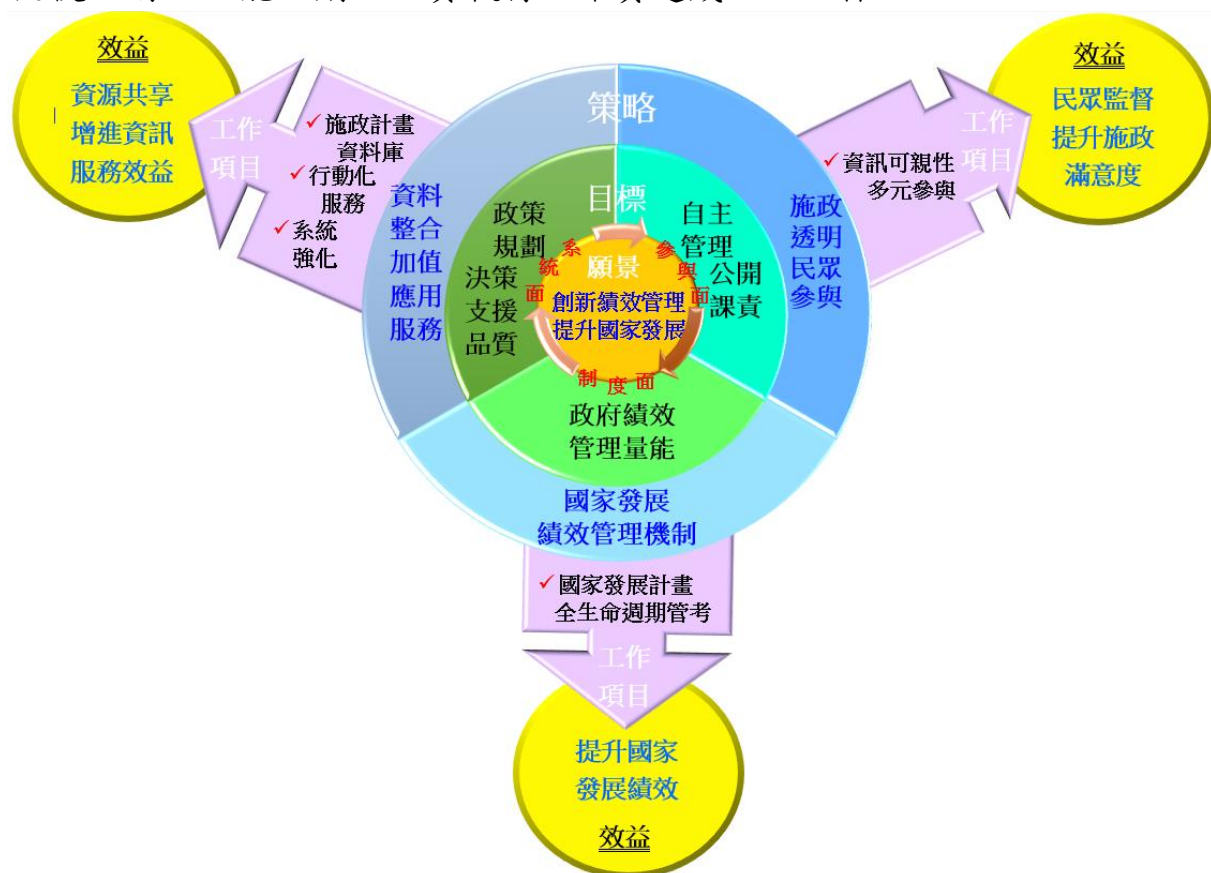 效益
資源共享
增進資訊
服務效益
工作
項目
✓施政計畫
資料庫
✓行動化
服務
✓系統
強化
效益
民眾監督
提升施政
滿意度
工作
項目
✓資訊可親性
多元參與
策略
資料
整合
加值
應用
服務
施政
透明
民眾
參與
國家發展
績效管理機制
目標
政策
規劃
決策
支援
品質
自主
管理
公開
課責
政府績效
管理量能
系統面
參與面
制度面
願景
創新績效管理
提升國家發展
✓國家發展計畫
全生命週期管考
工作
項目
提升國家
發展績效
效益